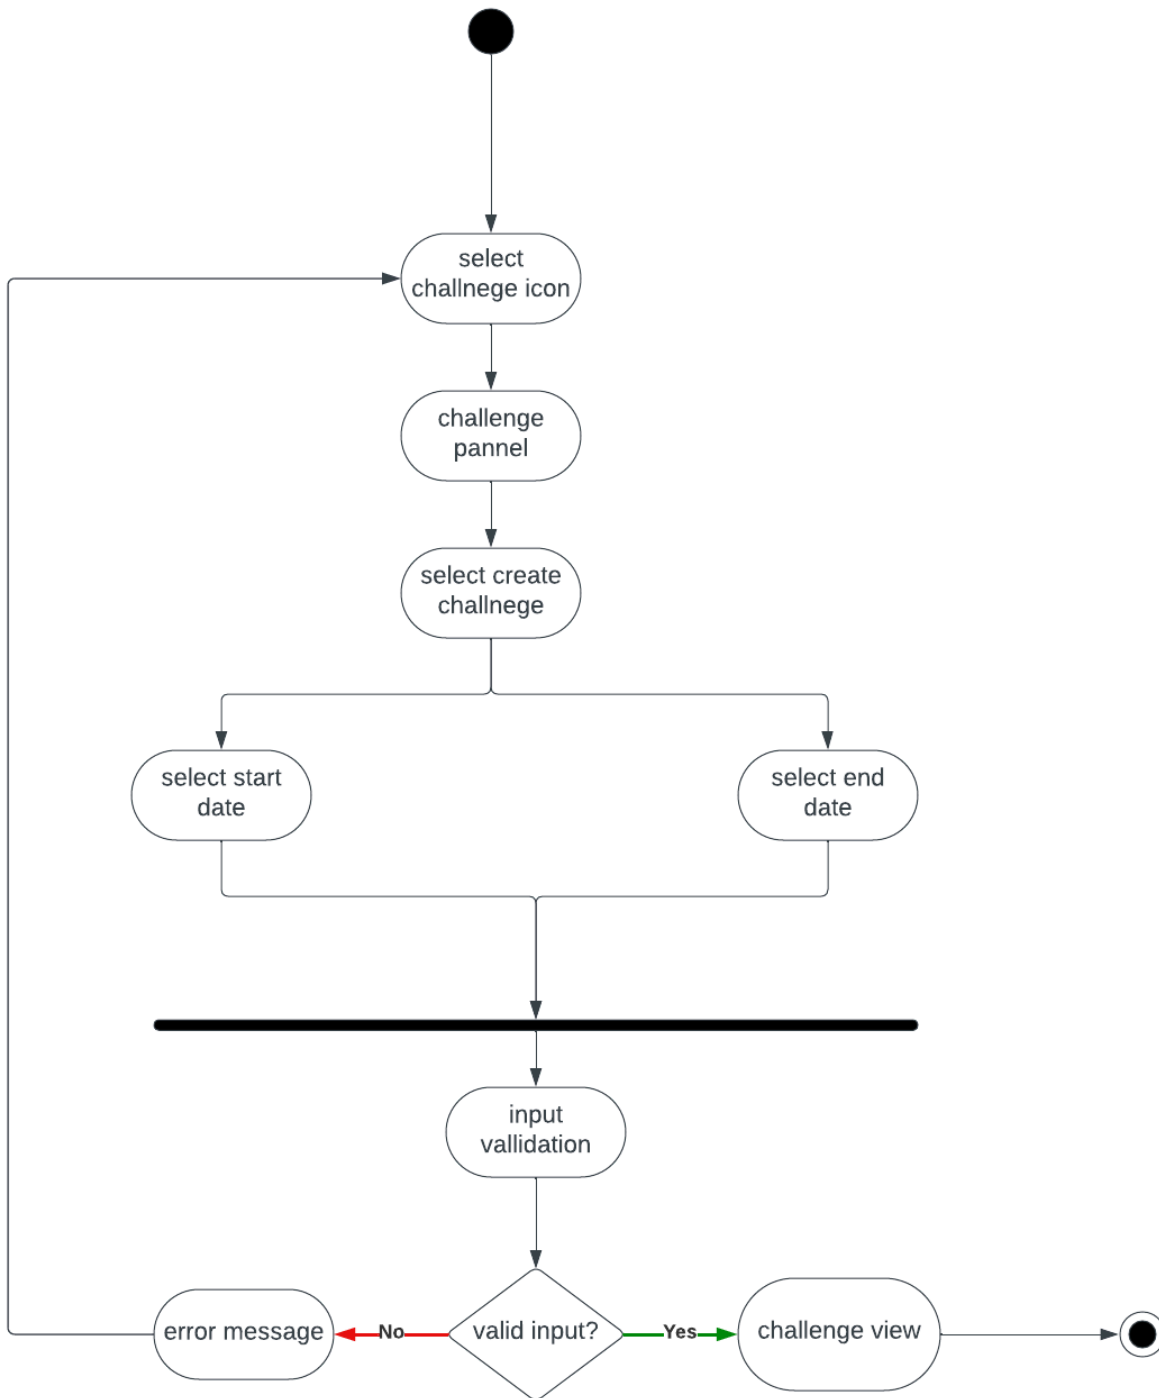 select
challnege icon
challenge
pannel
select create
challnege
select start
date
select end
date
input
vallidation
error message
No
valid input?
Yes
challenge view